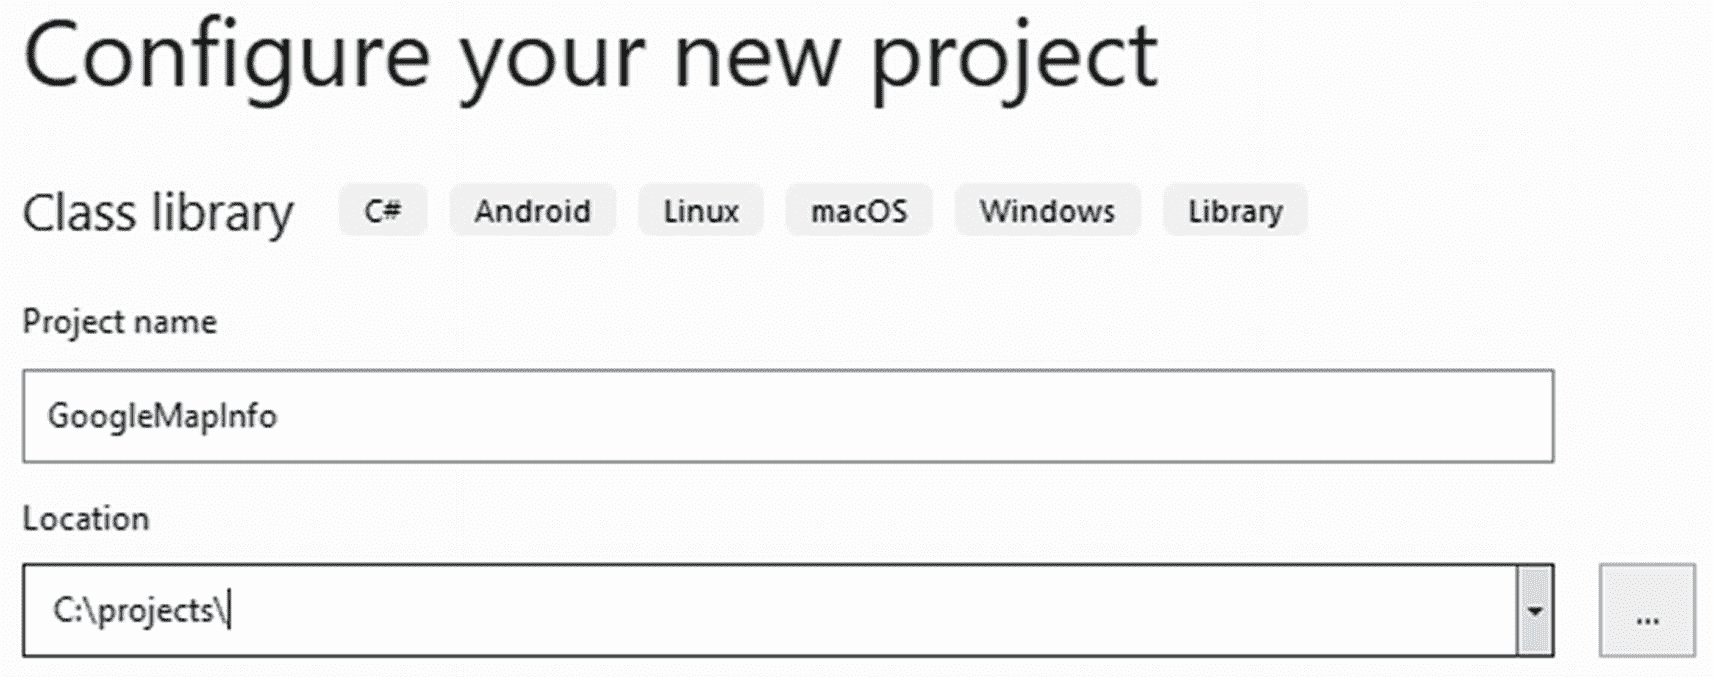 Configure your new project
Class library C# Android Linux macOS Windows Library
Project name
GoogleMapInfo
Location
C:\projects\
...